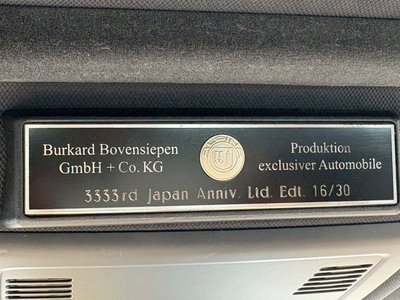 Burkard Bovensiepen
GmbH + Co. KG
Produktion
exclusiver Automobile
3333rd Japan Anniv. Ltd. Edt. 16/30